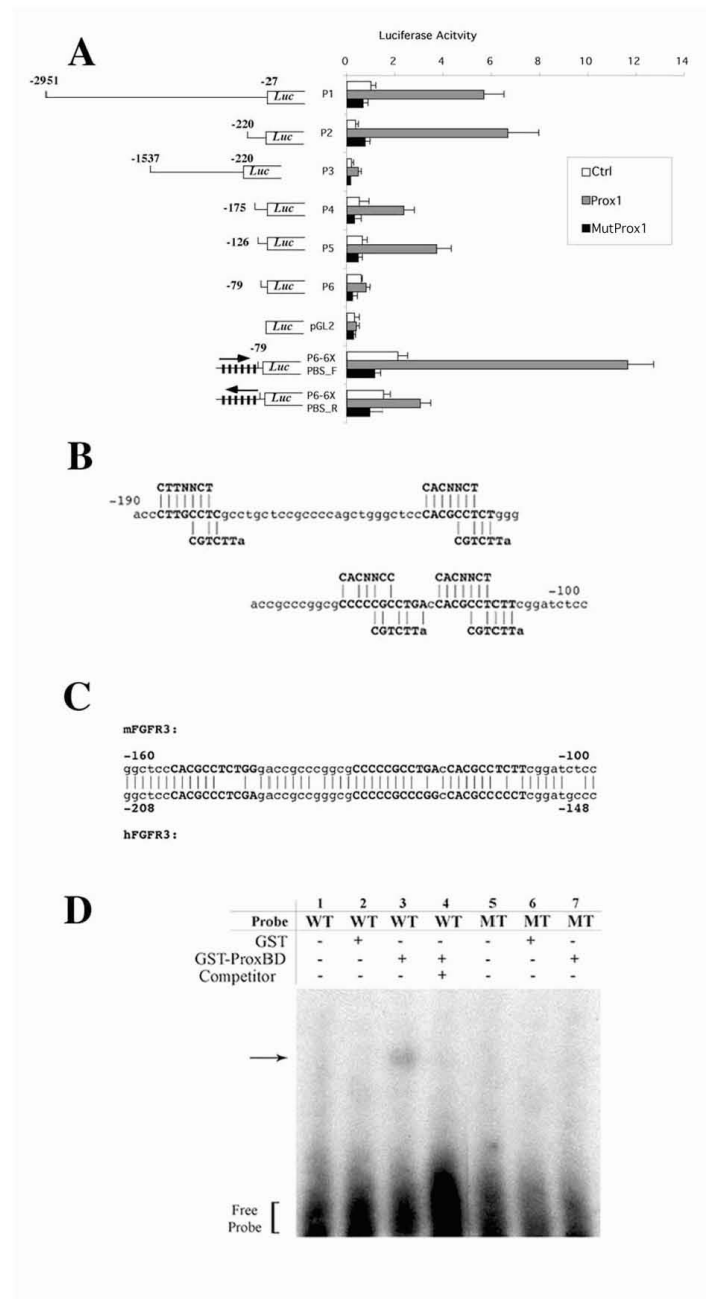 A
Luciferase Acitvity
0 2 4 6 8 10 12 14
-2951 -27
Luc P1
-220
Luc P2
-1537 -220
Luc P3
-175 Luc P4
-126 Luc P5
-79 Luc P6
Luc pGL2
-79
Luc P6-6X
PBS_F
Luc P6-6X
PBS_R
Ctrl
Prox1
MutProx1
B
CTTNNCT CACNNCT
-190
accCTTGCCTCgcctgctccgccccagctgggctccCACGCCTCTggg
CGTCTTa CGTCTTa
CACNNCC CACNNCT
-100
accgcccggcgCCCCCGCCTGAcCACGCCTCTTcggatctcc
CGTCTTa CGTCTTa
C
mFGFR3:
-160 -100
ggctccCACGCCTCTGGgaccgcccggcgCCCCCGCCTGAcCACGCCTCTTcggatctcc
ggctccCACGCCCTCGAgaccgccgggcgCCCCCGCCCGGcCACGCCCCCTcggatgccc
-208 -148
hFGFR3:
D
1 2 3 4 5 6 7
Probe WT WT WT WT MT MT MT
GST - + - - - + -
GST-ProxBD - - + + - - +
Competitor - - - + - - -
Free
Probe